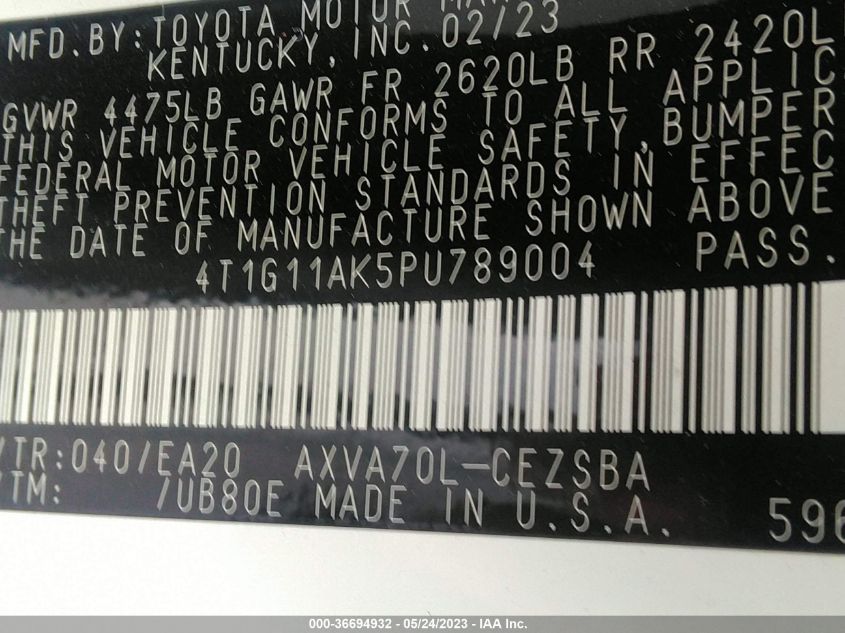 MFD. BY: TOYOTA MOTOR MA
KENTUCKY, INC. 02/23
GVWR 4475LB GAWR FR 2620LB RR 2420L
THIS VEHICLE CONFORMS TO ALL APPLIC
FEDERAL MOTOR VEHICLE SAFETY, BUMPER
THEFT PREVENTION STANDARDS IN EFFEC
THE DATE OF MANUFACTURE SHOWN ABOVE
4T1G11AK5PU789004 PASS.
/TR: 040/EA20 AXVA70L-CEZSBA
/TM: /UB80E MADE IN U.S.A. 596
000-36694932 - 05/24/2023 - IAA Inc.